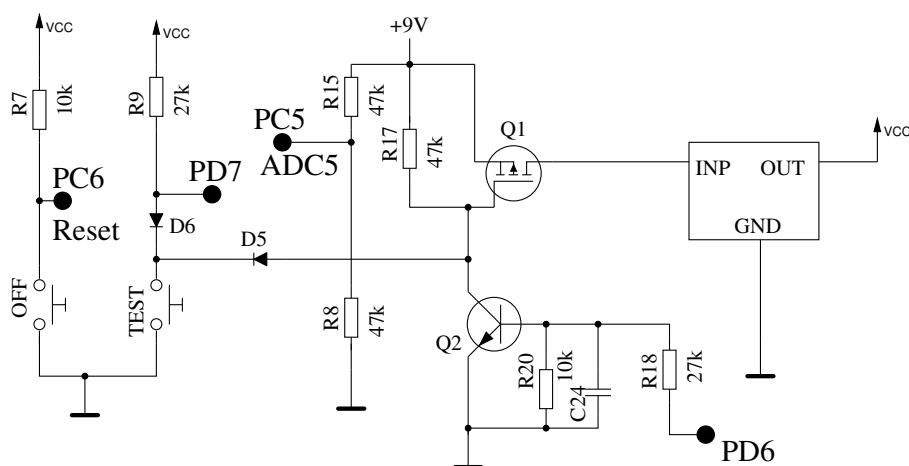 VCC
VCC
+9V
R7
10k
R9
27k
R15
47k
PC5
ADC5
R17
47k
Q1
VCC
INP
OUT
GND
PC6
Reset
PD7
D6
D5
OFF
TEST
R8
47k
Q2
R20
10k
C24
R18
27k
PD6